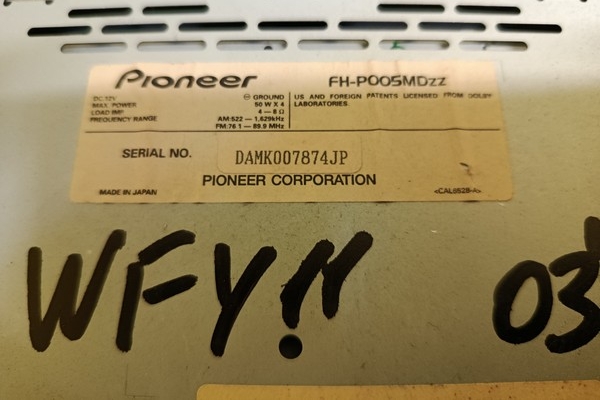 Pioneer FH-P005MDzz
DC.12V ⊖ GROUND
MAX. POWER 50 W X 4
LOAD IMP. 4 – 8 Ω
FREQUENCY RANGE AM:522 – 1,629kHz
FM:76.1 – 89.9 MHz
US AND FOREIGN PATENTS LICENSED FROM DOLBY
LABORATORIES.
SERIAL NO. DAMK007874JP
PIONEER CORPORATION
MADE IN JAPAN <CAL6828-A>
WFY!! 03